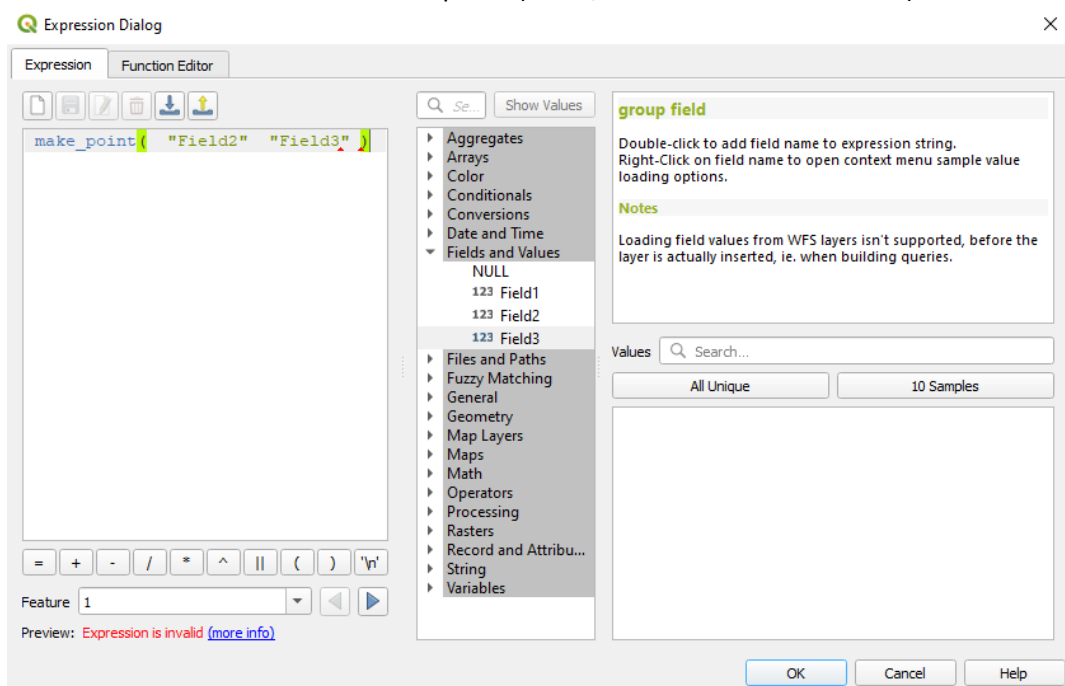 Expression Dialog
Expression
Function Editor
Se...
Show Values
make_point( "Field2" "Field3" )
Aggregates
Arrays
Color
Conditionals
Conversions
Date and Time
Fields and Values
NULL
123 Field1
123 Field2
123 Field3
Files and Paths
Fuzzy Matching
General
Geometry
Map Layers
Maps
Math
Operators
Processing
Rasters
Record and Attribu...
String
Variables
group field
Double-click to add field name to expression string.
Right-Click on field name to open context menu sample value
loading options.
Notes
Loading field values from WFS layers isn't supported, before the
layer is actually inserted, ie. when building queries.
Values
Search...
All Unique
10 Samples
= + - / * ^ || ( ) '\n'
Feature 1
Preview: Expression is invalid (more info)
OK
Cancel
Help